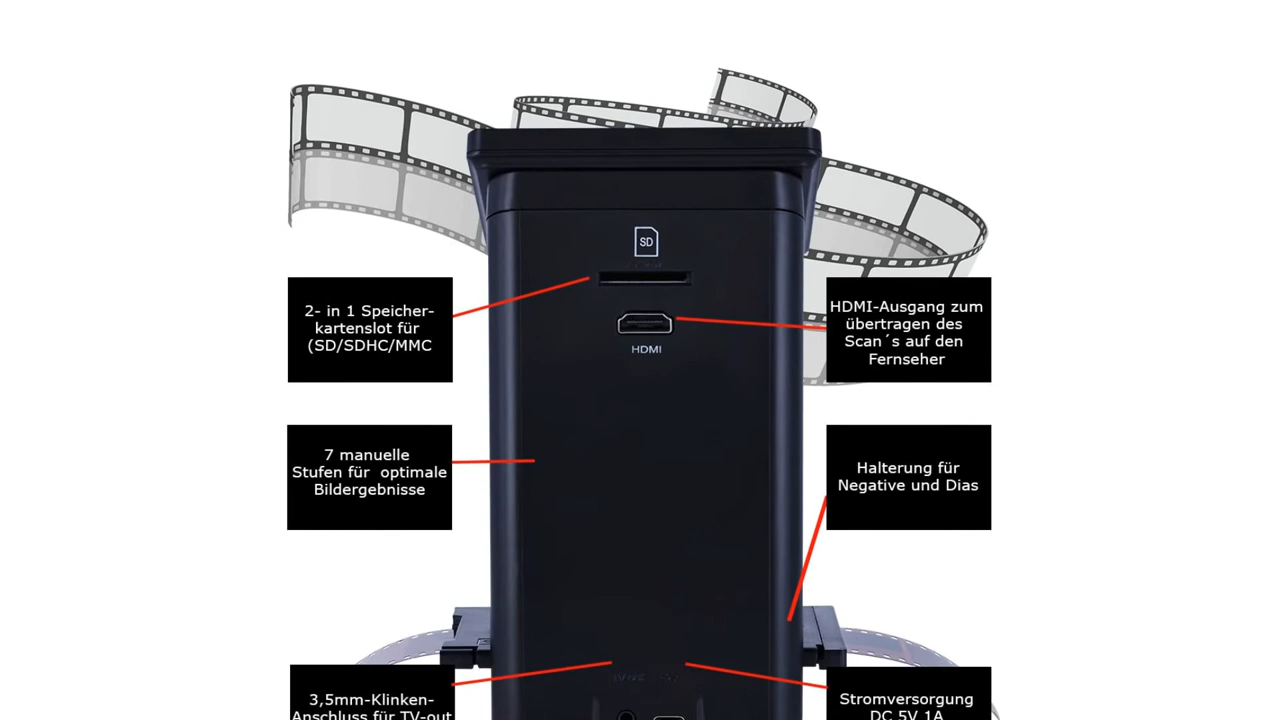 SD
2- in 1 Speicher-
kartenslot für
(SD/SDHC/MMC
HDMI-Ausgang zum
übertragen des
Scan´s auf den
Fernseher
HDMI
7 manuelle
Stufen für  optimale
Bildergebnisse
Halterung für
Negative und Dias
3,5mm-Klinken-
Anschluss für TV-out
Stromversorgung
DC 5V 1A